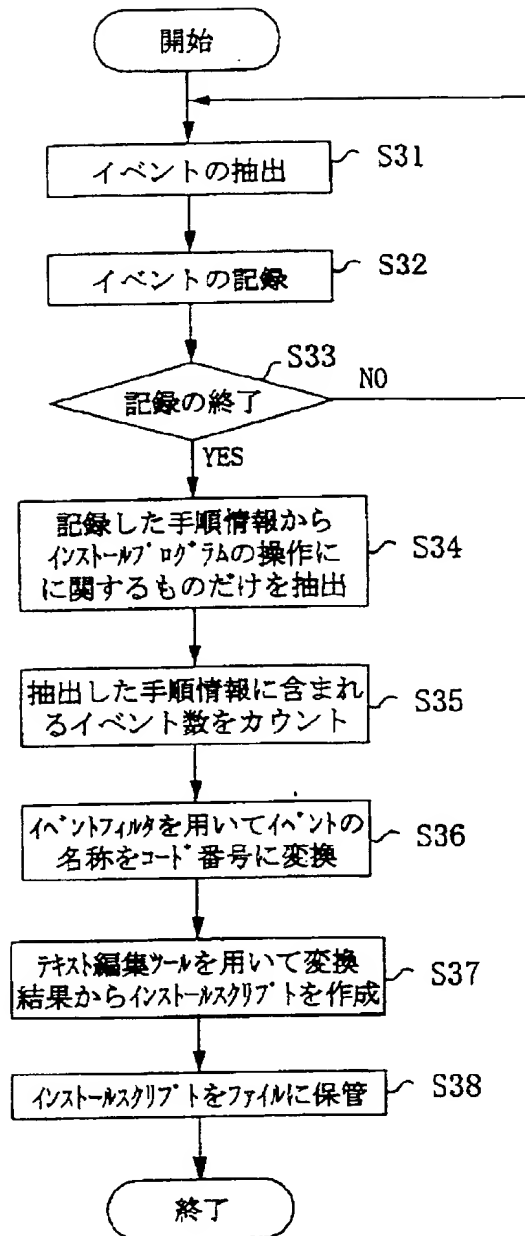 開始
イベントの抽出
S31
イベントの記録
S32
S33
記録の終了
NO
YES
記録した手順情報から
インストールプログラムの操作に
に関するものだけを抽出
S34
抽出した手順情報に含まれ
るイベント数をカウント
S35
イベントフィルタを用いてイベントの
名称をコード番号に変換
S36
テキスト編集ツールを用いて変換
結果からインストールスクリプトを作成
S37
インストールスクリプトをファイルに保管
S38
終了